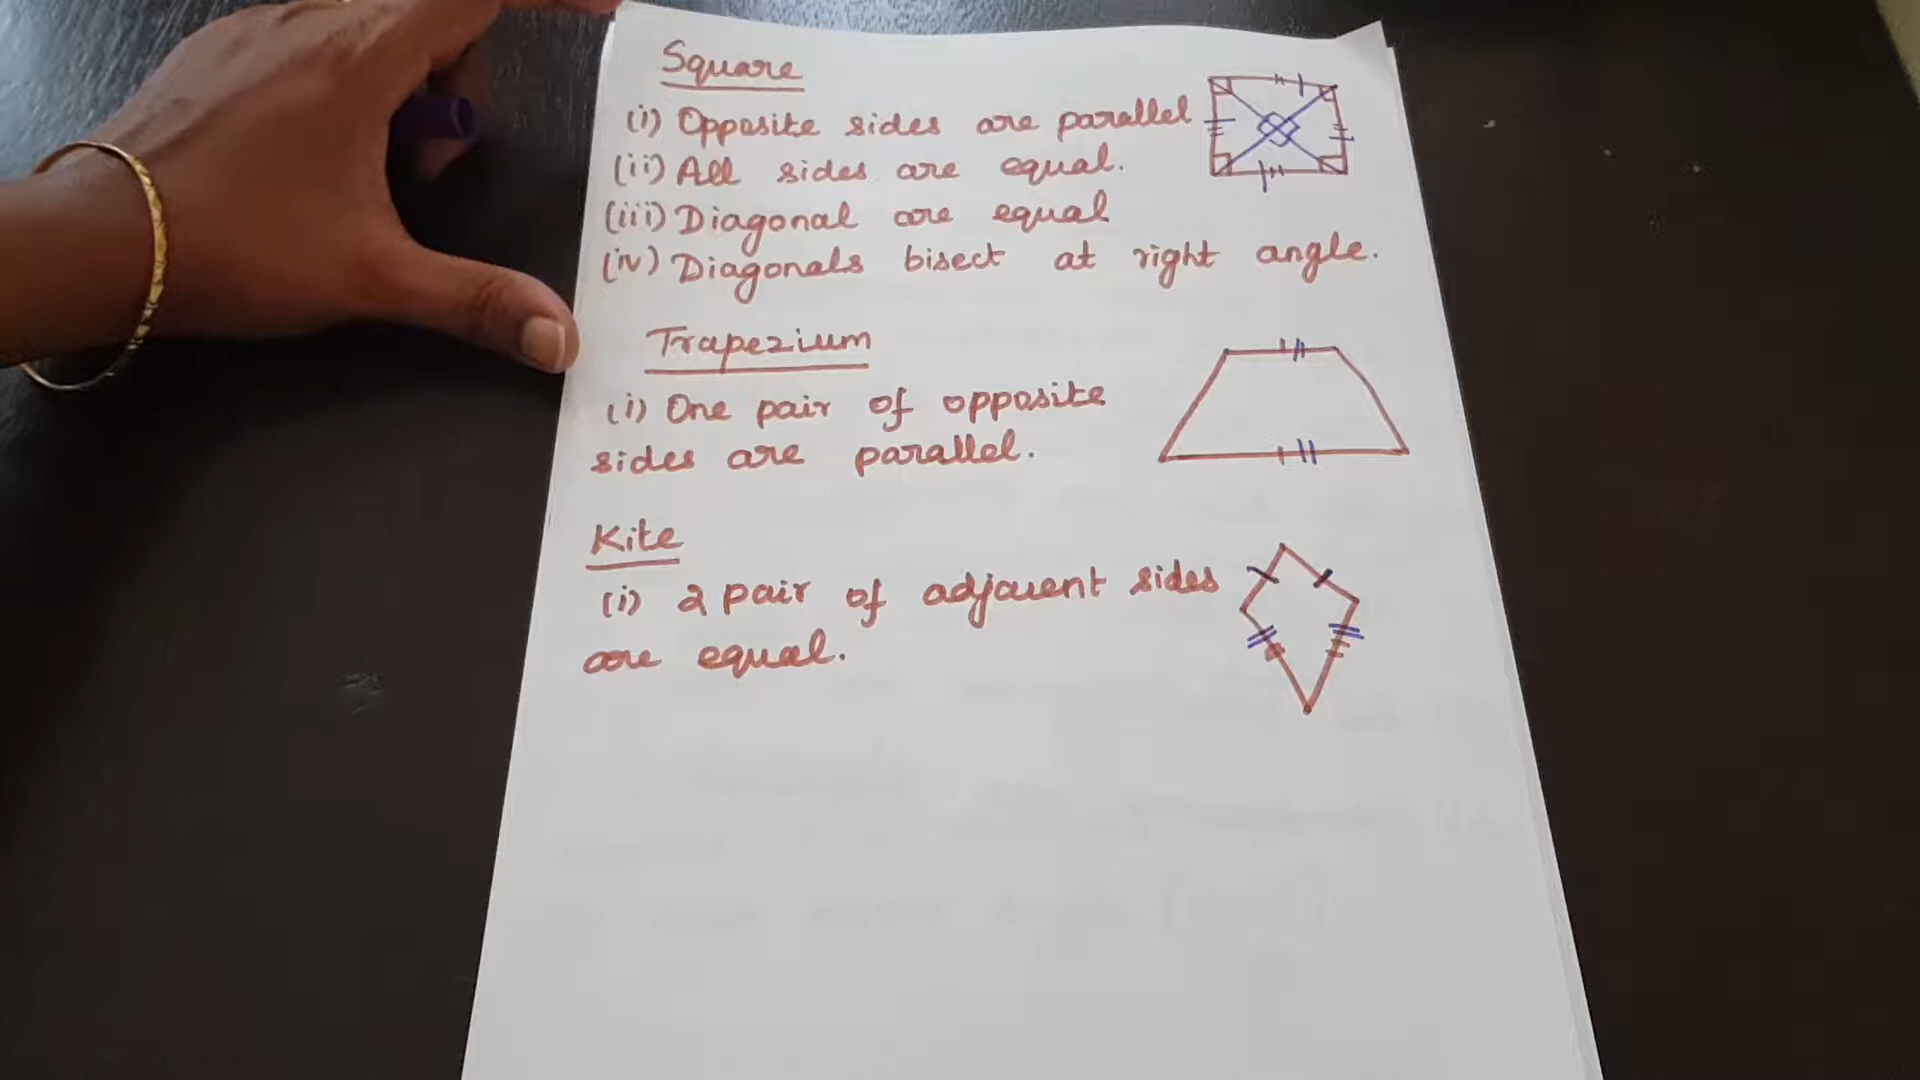 Square
(i) Opposite sides are parallel
(ii) All sides are equal.
(iii) Diagonal are equal
(iv) Diagonals bisect at right angle.
Trapezium
(i) One pair of opposite
sides are parallel.
Kite
(i) 2 pair of adjacent sides
are equal.